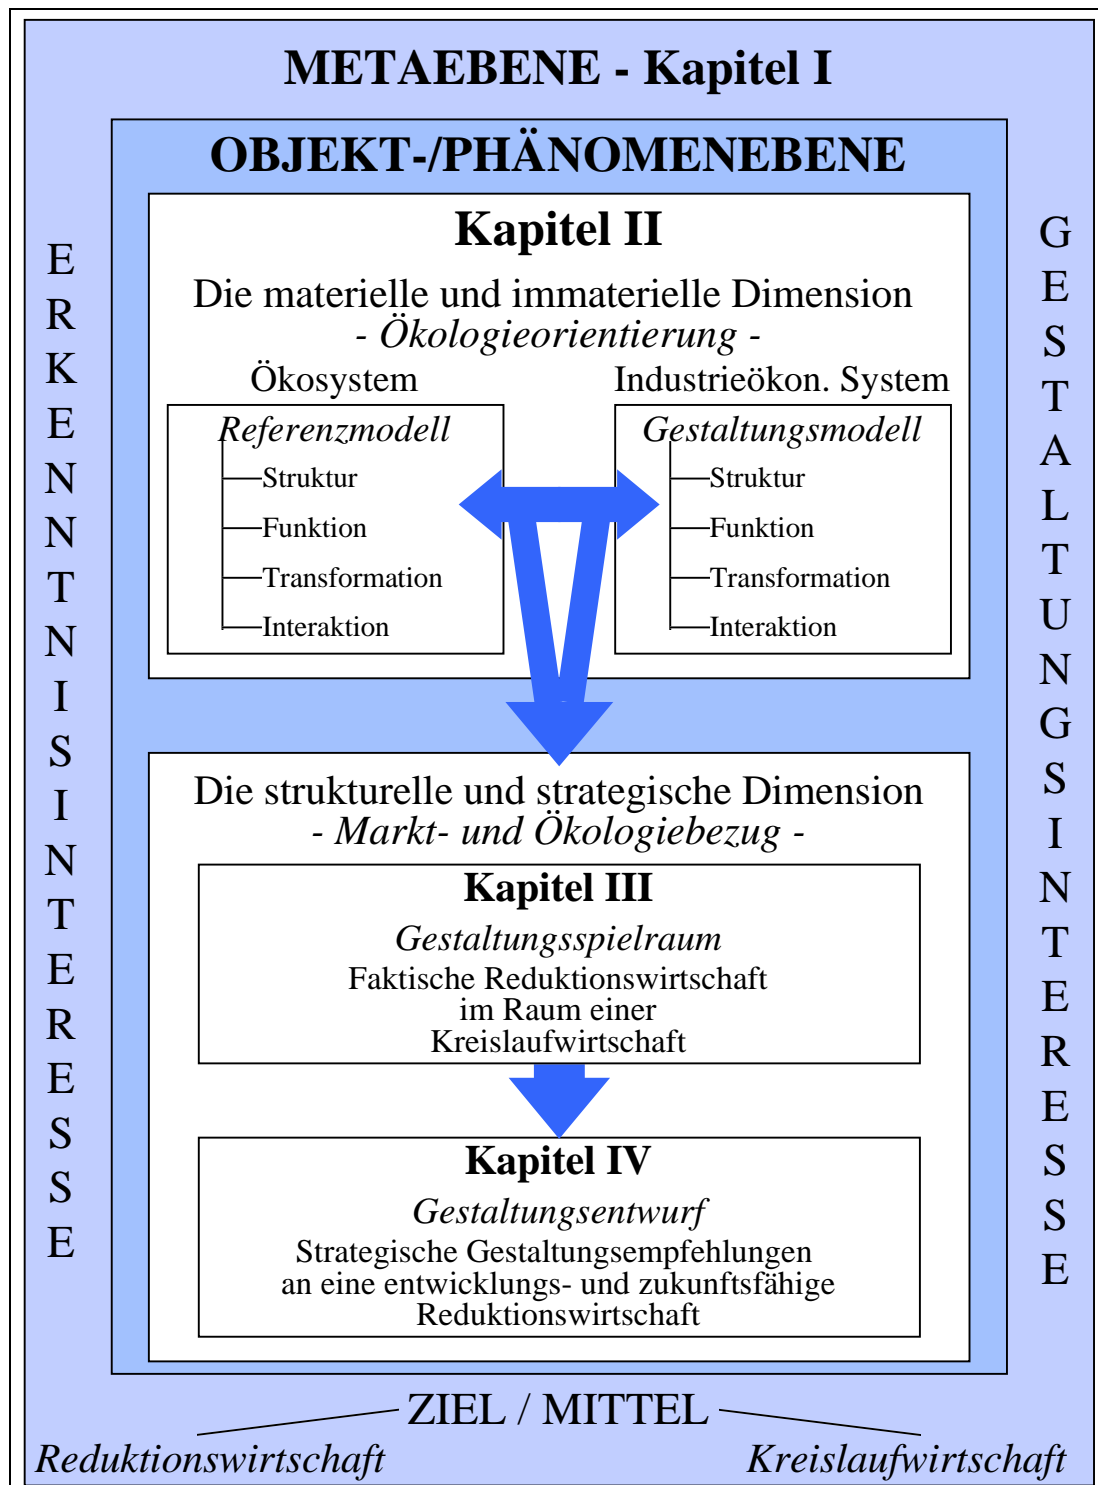 METAEBENE - Kapitel I
OBJEKT-/PHÄNOMENEBENE
ERKENNTNISINTERESSE
GESTALTUNGSINTERESSE
Kapitel II
Die materielle und immaterielle Dimension
- Ökologieorientierung -
Ökosystem
Referenzmodell
Struktur
Funktion
Transformation
Interaktion
Industrieökon. System
Gestaltungsmodell
Struktur
Funktion
Transformation
Interaktion
Die strukturelle und strategische Dimension
- Markt- und Ökologiebezug -
Kapitel III
Gestaltungsspielraum
Faktische Reduktionswirtschaft
im Raum einer
Kreislaufwirtschaft
Kapitel IV
Gestaltungsentwurf
Strategische Gestaltungsempfehlungen
an eine entwicklungs- und zukunftsfähige
Reduktionswirtschaft
ZIEL / MITTEL
Reduktionswirtschaft
Kreislaufwirtschaft